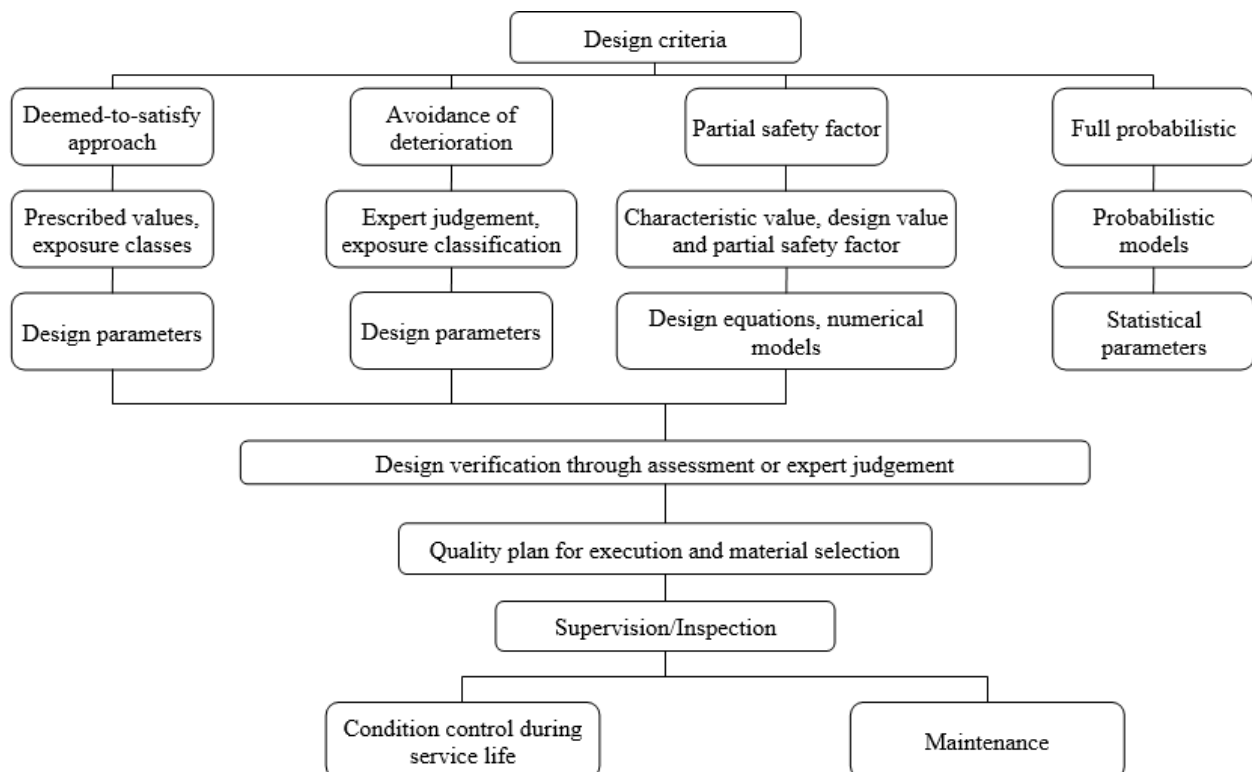 Design criteria
Deemed-to-satisfy
approach
Avoidance of
deterioration
Partial safety factor
Full probabilistic
Prescribed values,
exposure classes
Expert judgement,
exposure classification
Characteristic value, design value
and partial safety factor
Probabilistic
models
Design parameters
Design parameters
Design equations, numerical
models
Statistical
parameters
Design verification through assessment or expert judgement
Quality plan for execution and material selection
Supervision/Inspection
Condition control during
service life
Maintenance